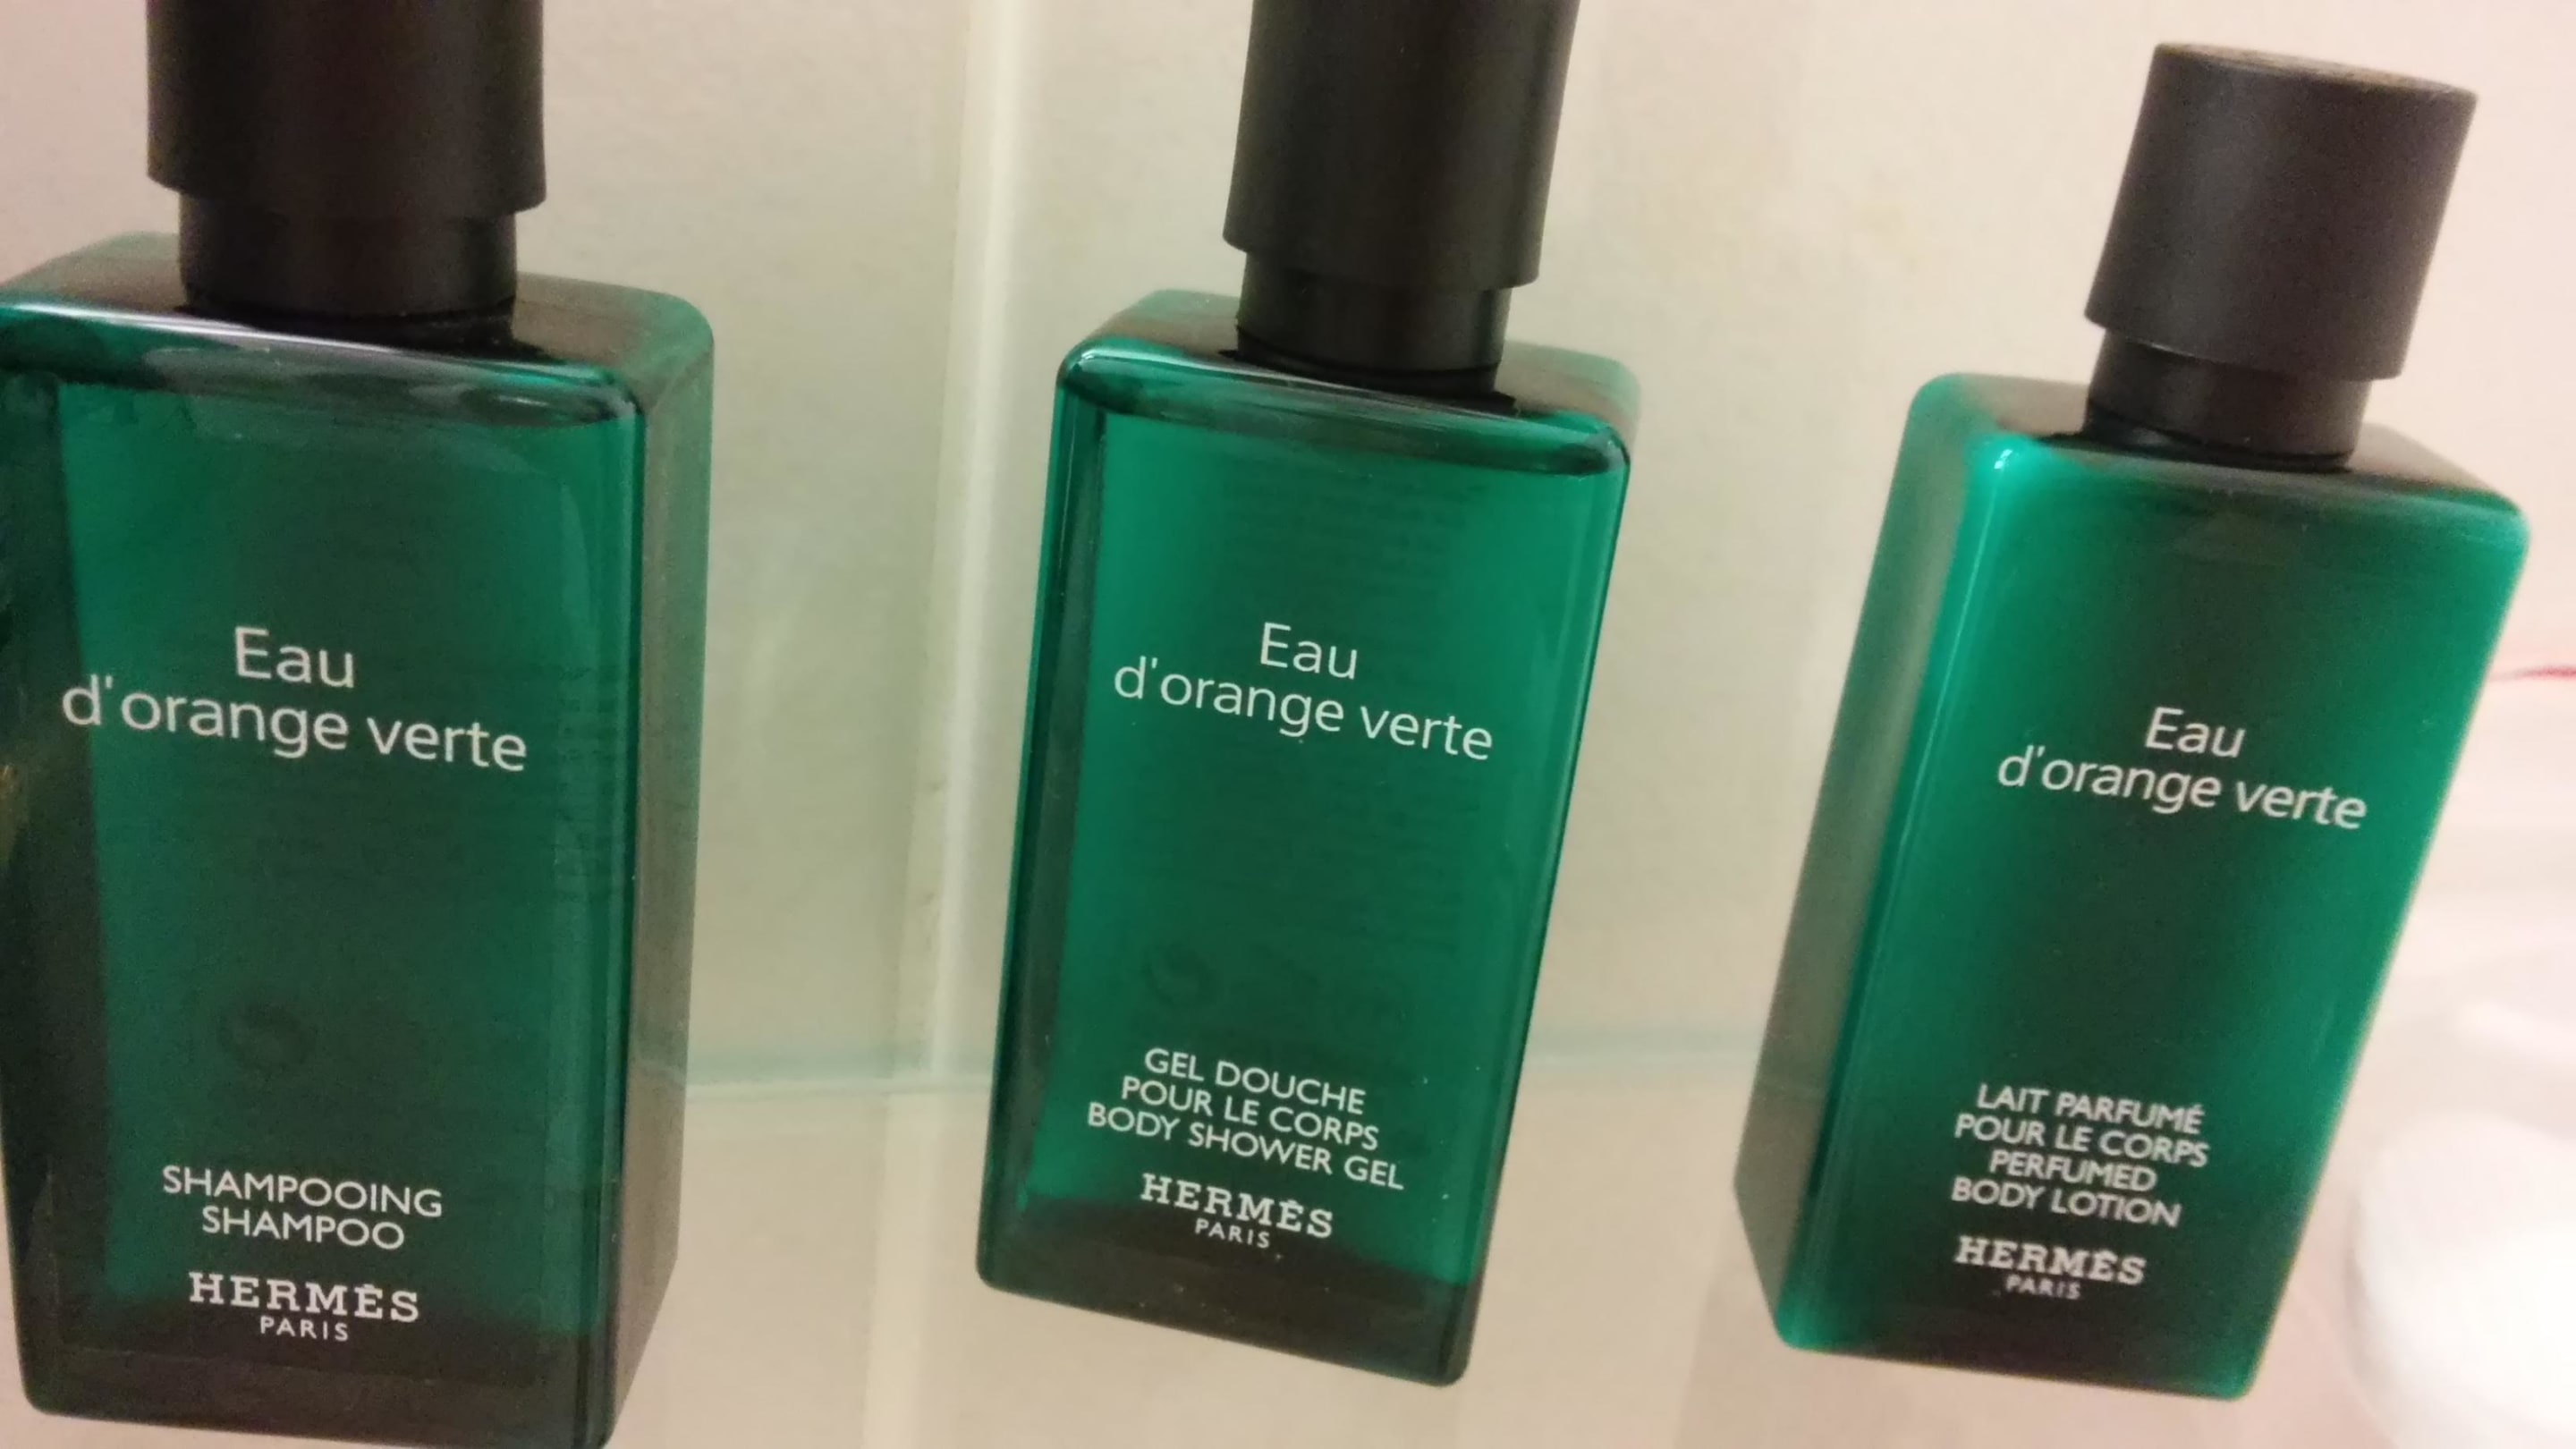 Eau
d'orange verte
SHAMPOOING
SHAMPOO
HERMÈS
PARIS
Eau
d'orange verte
GEL DOUCHE
POUR LE CORPS
BODY SHOWER GEL
HERMÈS
PARIS
Eau
d'orange verte
LAIT PARFUMÉ
POUR LE CORPS
PERFUMED
BODY LOTION
HERMÈS
PARIS